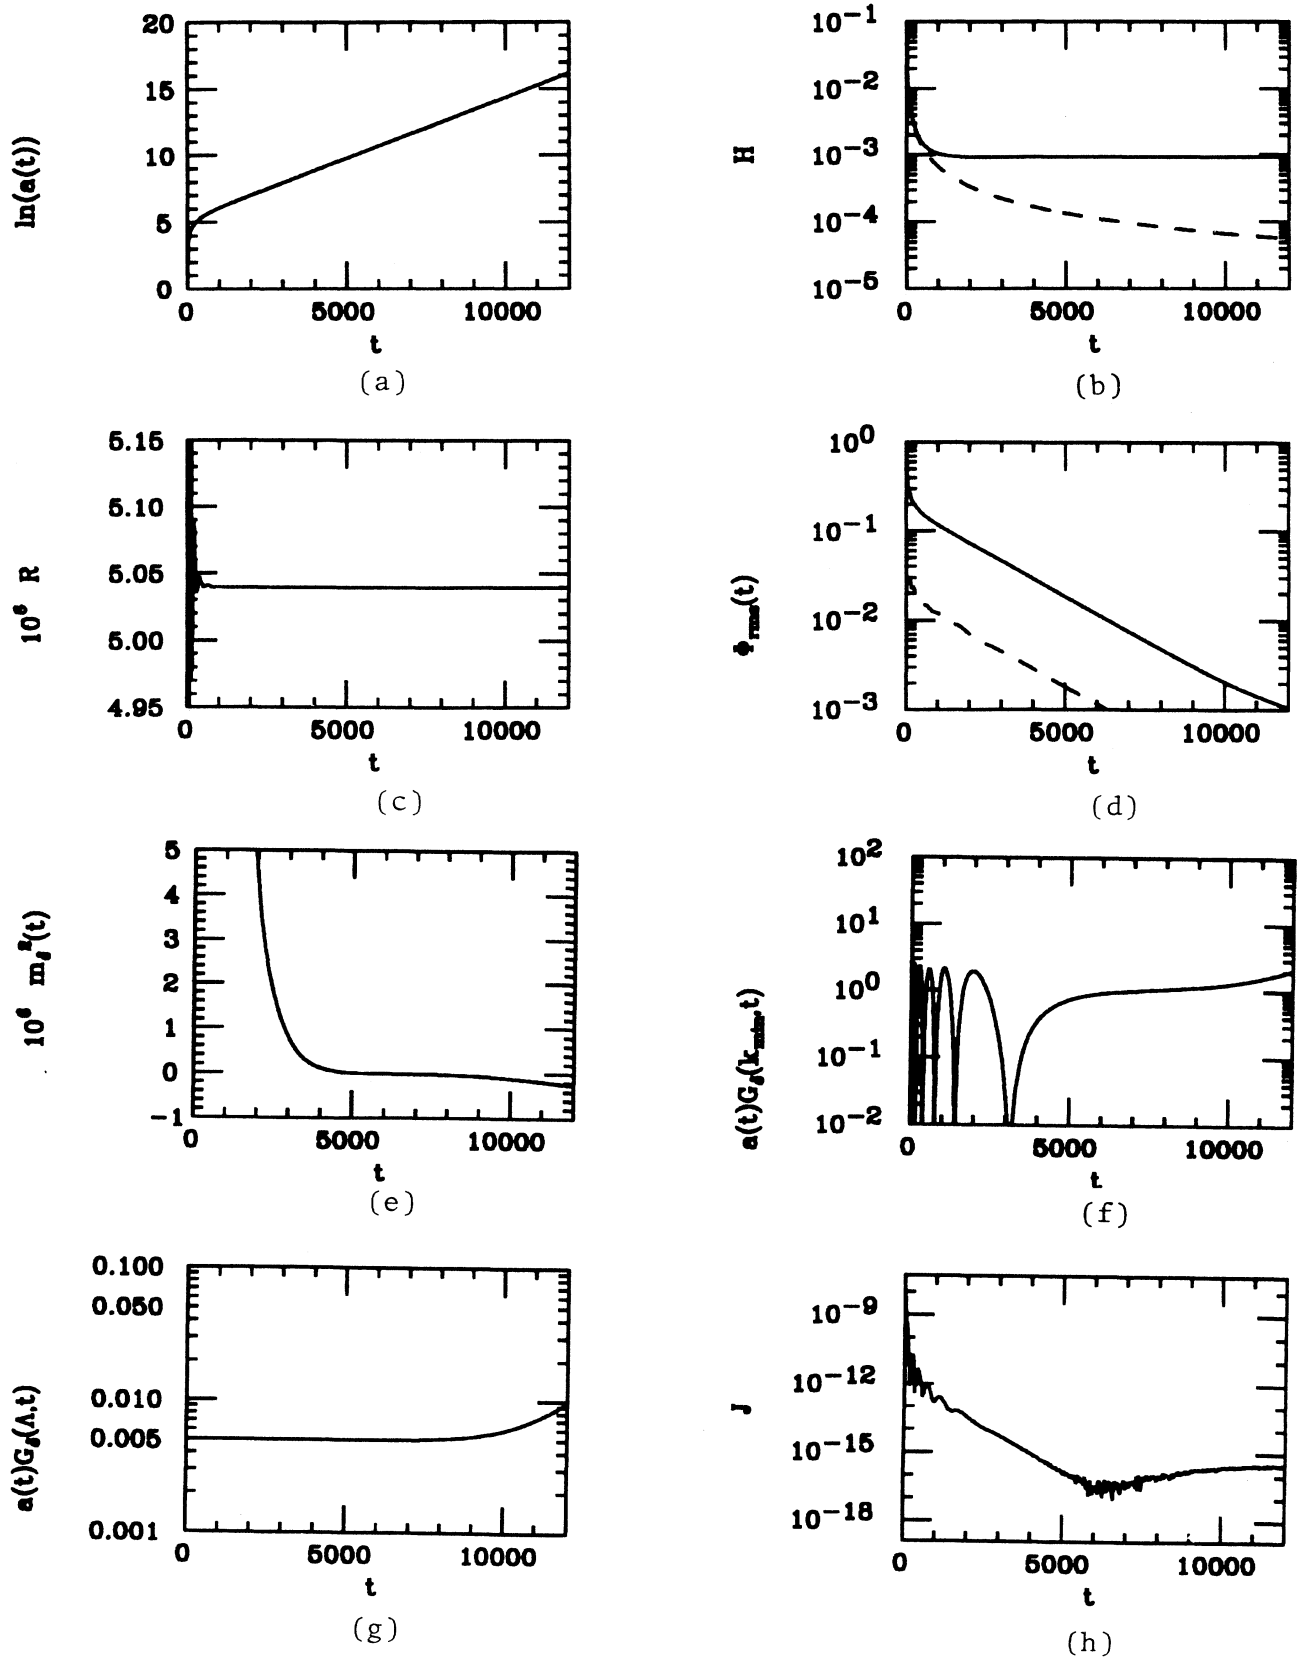 20
15
10
5
0
ln(a(t))
0 5000 10000
t
(a)
10^-1
10^-2
10^-3
10^-4
10^-5
H
0 5000 10000
t
(b)
5.15
5.10
5.05
5.00
4.95
10^6 R
0 5000 10000
t
(c)
10^0
10^-1
10^-2
10^-3
Φ_rms(t)
0 5000 10000
t
(d)
5
4
3
2
1
0
-1
10^6 m_δ^2(t)
0 5000 10000
t
(e)
10^2
10^1
10^0
10^-1
10^-2
a(t)G_δ(k_min,t)
0 5000 10000
t
(f)
0.100
0.050
0.010
0.005
0.001
a(t)G_δ(Λ,t)
0 5000 10000
t
(g)
10^-9
10^-12
10^-15
10^-18
J
0 5000 10000
t
(h)